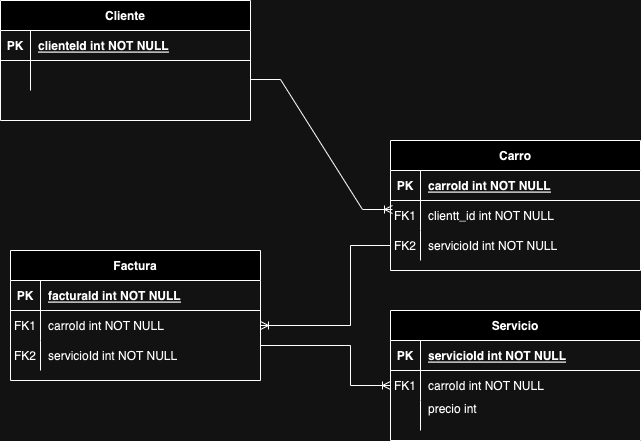 Cliente
PK clienteId int NOT NULL
Carro
PK carroId int NOT NULL
FK1 clientt_id int NOT NULL
FK2 servicioId int NOT NULL
Factura
PK facturaId int NOT NULL
FK1 carroId int NOT NULL
FK2 servicioId int NOT NULL
Servicio
PK servicioId int NOT NULL
FK1 carroId int NOT NULL
precio int